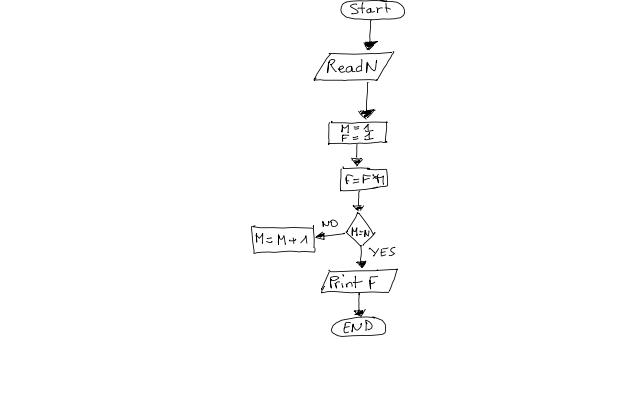 Start
Read N
M = 1
F = 1
F = F*M
M=N
NO
M = M + 1
YES
Print F
END